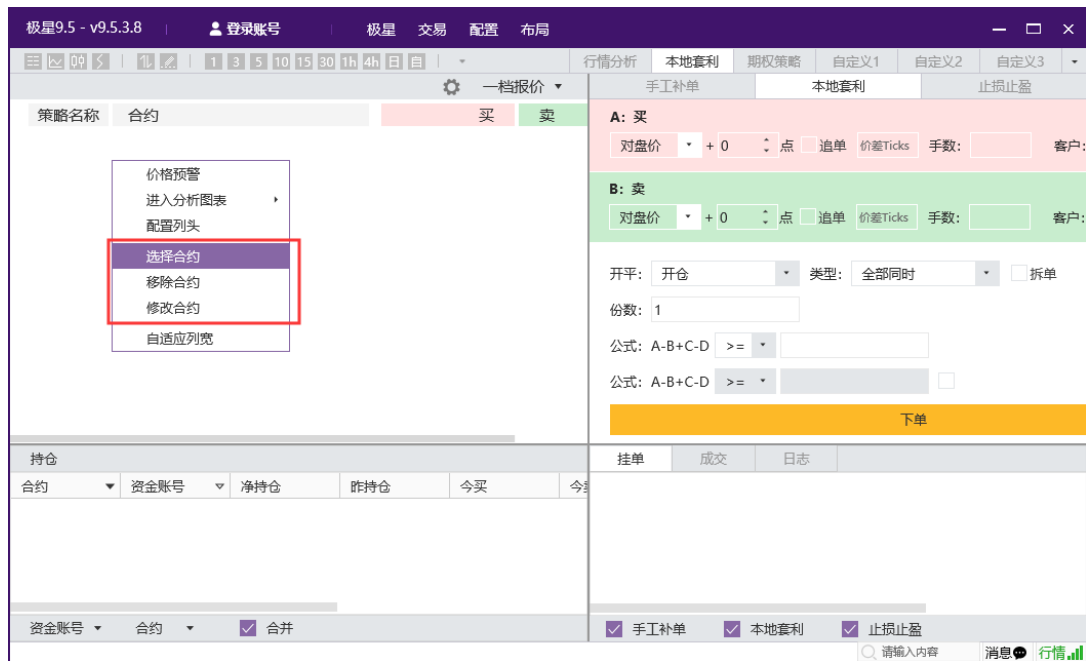 极星9.5 - v9.5.3.8 登录账号 极星 交易 配置 布局
1 3 5 10 15 30 1h 4h 日 自 行情分析 本地套利 期权策略 自定义1 自定义2 自定义3
一档报价 手工补单 本地套利 止损止盈
策略名称 合约 买 卖
A: 买
对盘价 + 0 点 追单 价差Ticks 手数: 客户:
价格预警
进入分析图表
配置列头
选择合约
移除合约
修改合约
自适应列宽
B: 卖
对盘价 + 0 点 追单 价差Ticks 手数: 客户:
开平: 开仓 类型: 全部同时 拆单
份数: 1
公式: A-B+C-D >=
公式: A-B+C-D >=
下单
持仓 挂单 成交 日志
合约 资金账号 净持仓 昨持仓 今买
资金账号 合约 合并 手工补单 本地套利 止损止盈
请输入内容 消息 行情